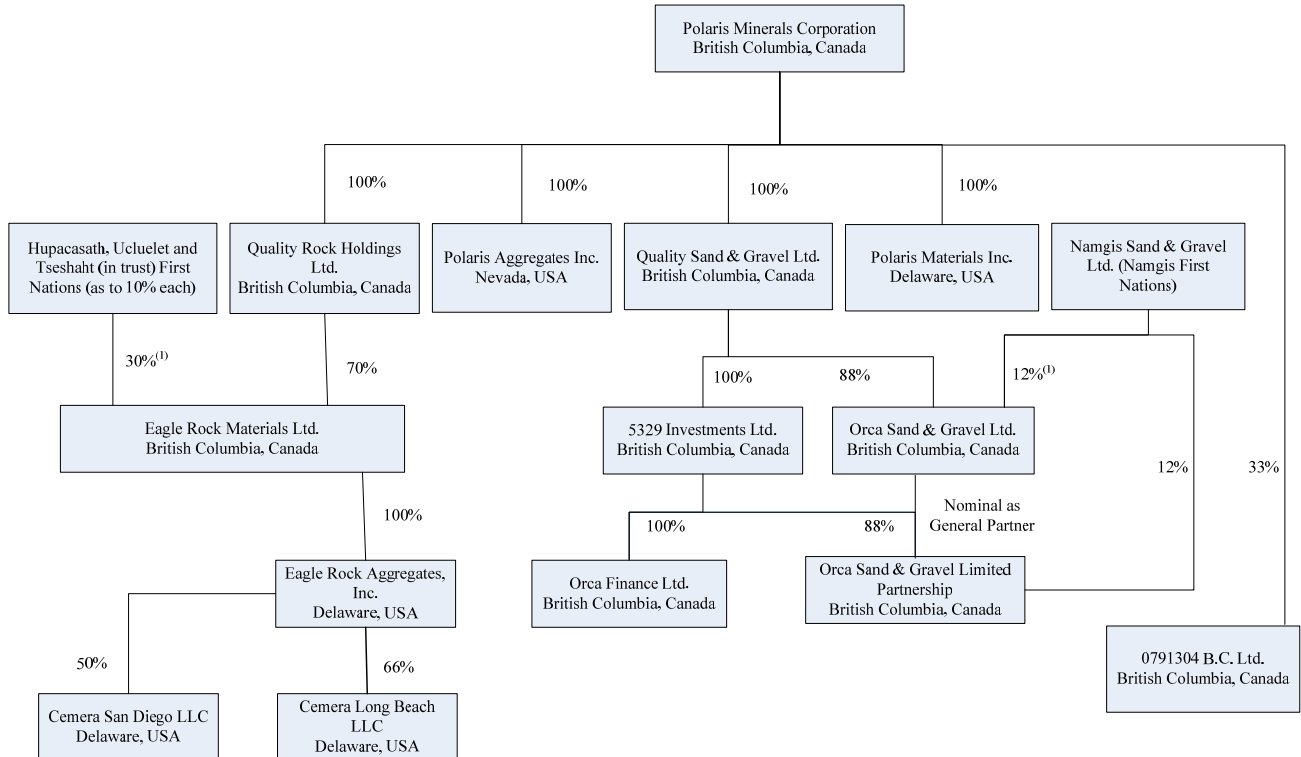 Polaris Minerals Corporation
British Columbia, Canada
100%
100%
100%
100%
Hupacasath, Ucluelet and
Tseshaht (in trust) First
Nations (as to 10% each)
Quality Rock Holdings
Ltd.
British Columbia, Canada
Polaris Aggregates Inc.
Nevada, USA
Quality Sand & Gravel Ltd.
British Columbia, Canada
Polaris Materials Inc.
Delaware, USA
Namgis Sand & Gravel
Ltd. (Namgis First
Nations)
30%(1)
70%
100%
88%
12%(1)
Eagle Rock Materials Ltd.
British Columbia, Canada
5329 Investments Ltd.
British Columbia, Canada
Orca Sand & Gravel Ltd.
British Columbia, Canada
12%
33%
100%
100%
88%
Nominal as
General Partner
Eagle Rock Aggregates,
Inc.
Delaware, USA
Orca Finance Ltd.
British Columbia, Canada
Orca Sand & Gravel Limited
Partnership
British Columbia, Canada
50%
66%
0791304 B.C. Ltd.
British Columbia, Canada
Cemera San Diego LLC
Delaware, USA
Cemera Long Beach
LLC
Delaware, USA